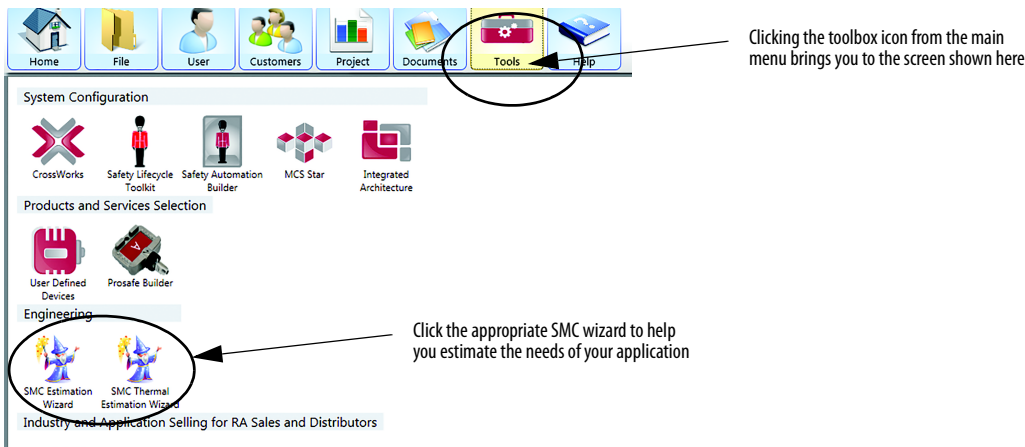 Home File User Customers Project Documents Tools Help
Clicking the toolbox icon from the main
menu brings you to the screen shown here
System Configuration
CrossWorks Safety Lifecycle Toolkit Safety Automation Builder MCS Star Integrated Architecture
Products and Services Selection
User Defined Devices Prosafe Builder
Engineering
Click the appropriate SMC wizard to help
you estimate the needs of your application
SMC Estimation Wizard SMC Thermal Estimation Wizard
Industry and Application Selling for RA Sales and Distributors